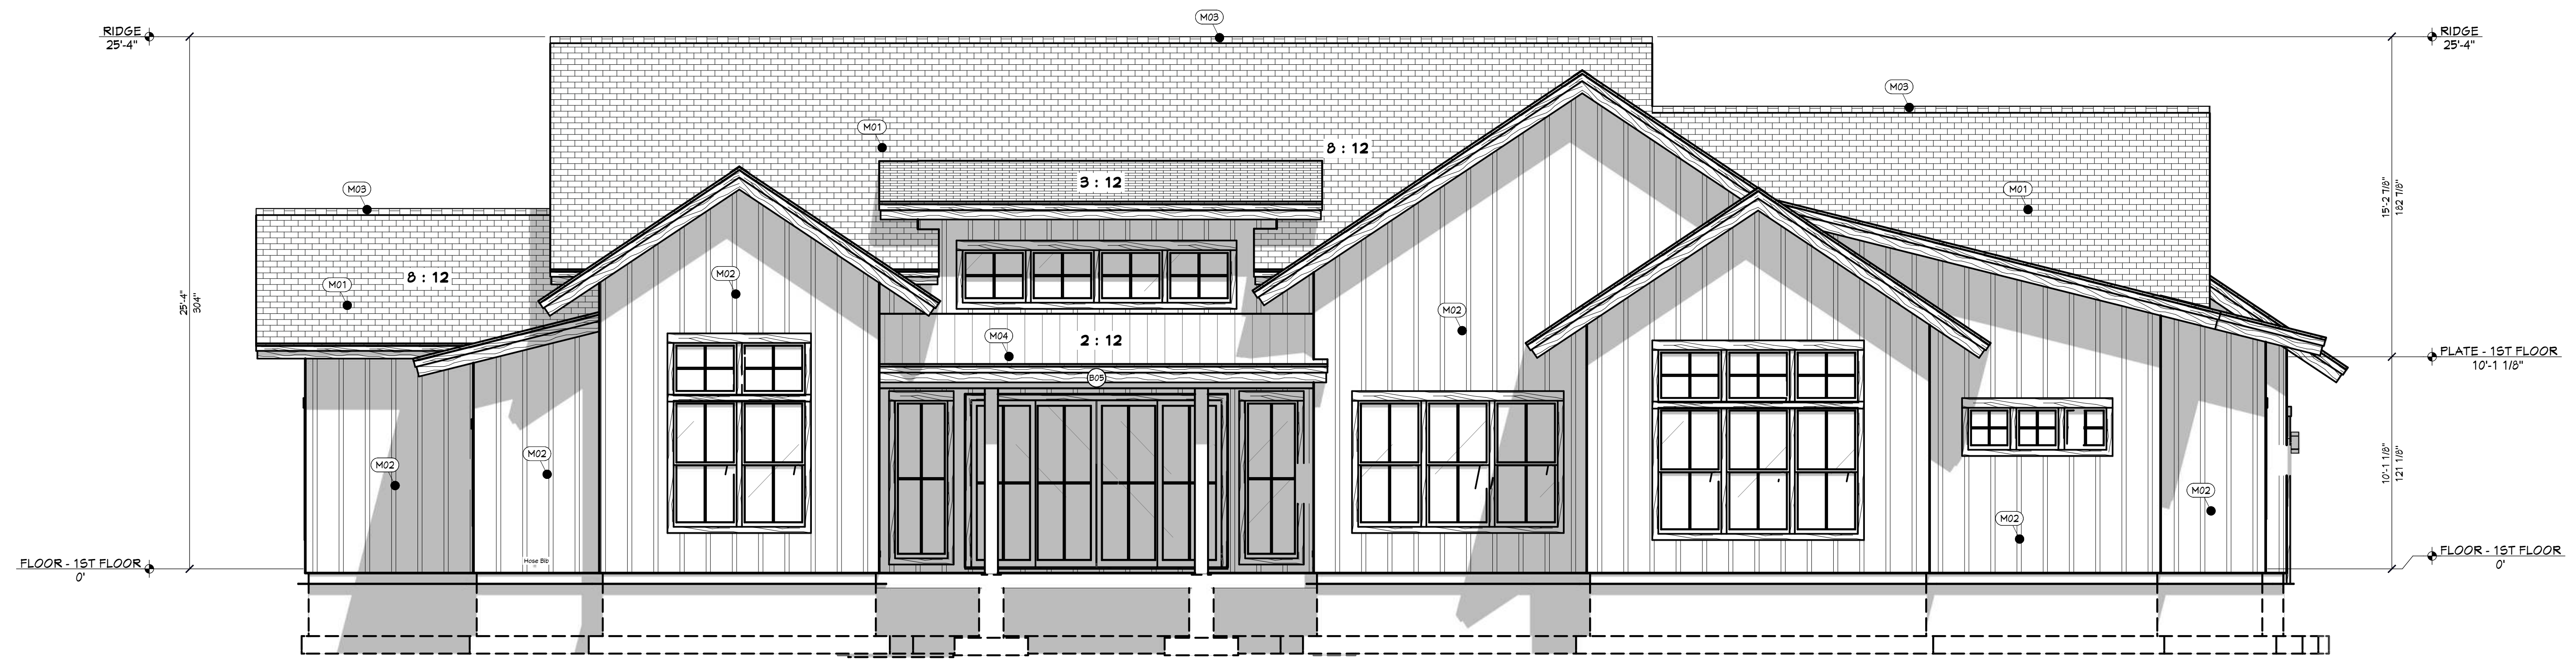 M03
RIDGE
25'-4"
RIDGE
25'-4"
M03
M01
8 : 12
3 : 12
M03
M01
15'-2 7/8"
182 7/8"
M02
8 : 12
M01
25'-4"
304"
M02
M04
2 : 12
PLATE - 1ST FLOOR
10'-1 1/8"
B05
M02
M02
10'-1 1/8"
121 1/8"
M02
M02
Hose Bib
FLOOR - 1ST FLOOR
0'
FLOOR - 1ST FLOOR
0'